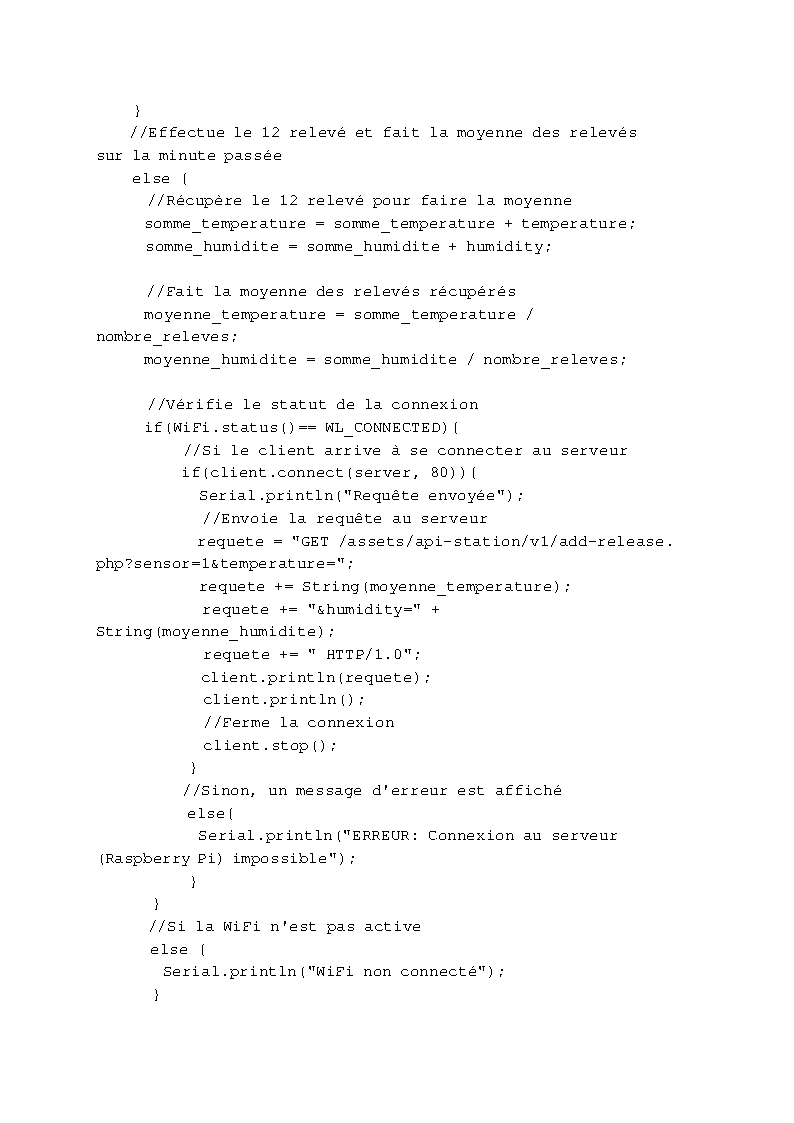 }
//Effectue le 12 relevé et fait la moyenne des relevés
sur la minute passée
else {
//Récupère le 12 relevé pour faire la moyenne
somme_temperature = somme_temperature + temperature;
somme_humidite = somme_humidite + humidity;
//Fait la moyenne des relevés récupérés
moyenne_temperature = somme_temperature /
nombre_releves;
moyenne_humidite = somme_humidite / nombre_releves;
//Vérifie le statut de la connexion
if(WiFi.status()== WL_CONNECTED){
//Si le client arrive à se connecter au serveur
if(client.connect(server, 80)){
Serial.println("Requête envoyée");
//Envoie la requête au serveur
requete = "GET /assets/api-station/v1/add-release.
php?sensor=1&temperature=";
requete += String(moyenne_temperature);
requete += "&humidity=" +
String(moyenne_humidite);
requete += " HTTP/1.0";
client.println(requete);
client.println();
//Ferme la connexion
client.stop();
}
//Sinon, un message d'erreur est affiché
else{
Serial.println("ERREUR: Connexion au serveur
(Raspberry Pi) impossible");
}
}
//Si la WiFi n'est pas active
else {
Serial.println("WiFi non connecté");
}